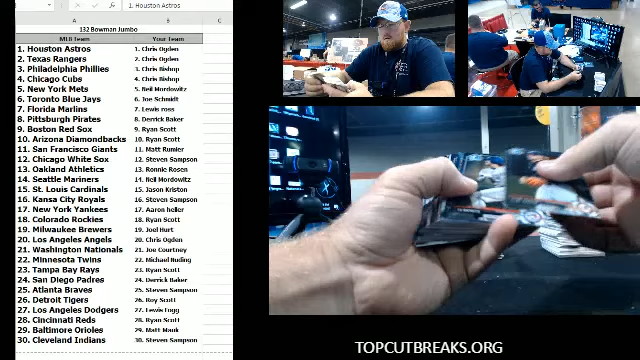 1. Houston Astros
A B C
132 Bowman Jumbo
MLB Team Your Team
1. Houston Astros 1. Chris Ogden
2. Texas Rangers 2. Chris Ogden
3. Philadelphia Phillies 3. Chris Bishop
4. Chicago Cubs 4. Chris Bishop
5. New York Mets 5. Neil Mordowitz
6. Toronto Blue Jays 6. Joe Schmidt
7. Florida Marlins 7. Lewis ross
8. Pittsburgh Pirates 8. Derrick Baker
9. Boston Red Sox 9. Ryan Scott
10. Arizona Diamondbacks 10. Ryan Scott
11. San Francisco Giants 11. Matt Rumler
12. Chicago White Sox 12. Steven Sampson
13. Oakland Athletics 13. Ronnie Rosen
14. Seattle Mariners 14. Neil Mordowitz
15. St. Louis Cardinals 15. Jason Kriston
16. Kansas City Royals 16. Steven Sampson
17. New York Yankees 17. Aaron heller
18. Colorado Rockies 18. Ryan Scott
19. Milwaukee Brewers 19. Joel Hurt
20. Los Angeles Angels 20. Chris Ogden
21. Washington Nationals 21. Joe Courtney
22. Minnesota Twins 22. Michael Ruding
23. Tampa Bay Rays 23. Ryan Scott
24. San Diego Padres 24. Derrick Baker
25. Atlanta Braves 25. Steven Sampson
26. Detroit Tigers 26. Roy Scott
27. Los Angeles Dodgers 27. Lewis Fogg
28. Cincinnati Reds 28. Ryan Scott
29. Baltimore Orioles 29. Matt Mauk
30. Cleveland Indians 30. Steven Sampson
TOPCUTBREAKS.ORG